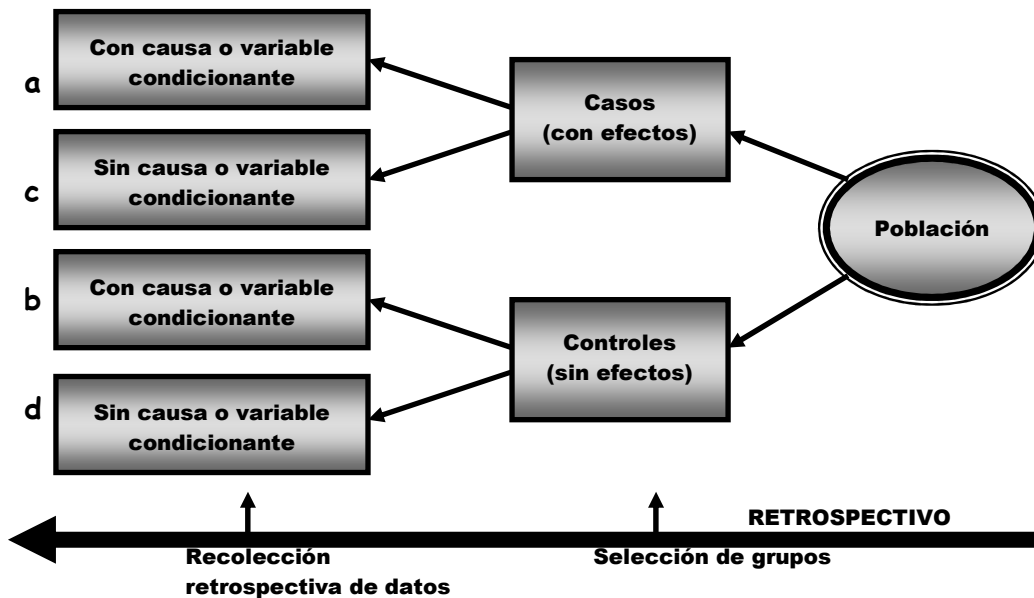 Con causa o variable
condicionante
a
Sin causa o variable
condicionante
c
Con causa o variable
condicionante
b
Sin causa o variable
condicionante
d
Casos
(con efectos)
Controles
(sin efectos)
Población
RETROSPECTIVO
Recolección
retrospectiva de datos
Selección de grupos